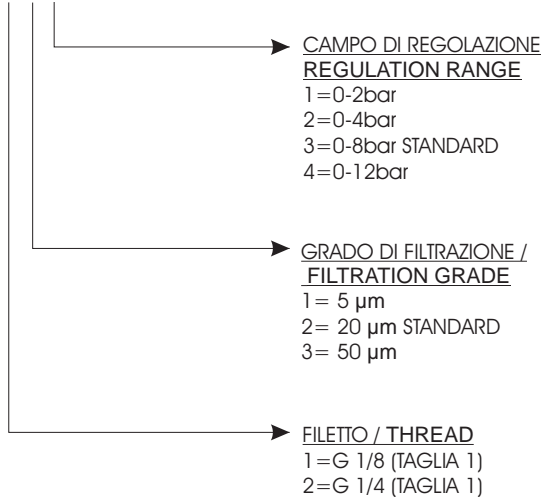 CAMPO DI REGOLAZIONE
REGULATION RANGE
1=0-2bar
2=0-4bar
3=0-8bar STANDARD
4=0-12bar
GRADO DI FILTRAZIONE /
FILTRATION GRADE
1= 5 µm
2= 20 µm STANDARD
3= 50 µm
FILETTO / THREAD
1=G 1/8 (TAGLIA 1)
2=G 1/4 (TAGLIA 1)